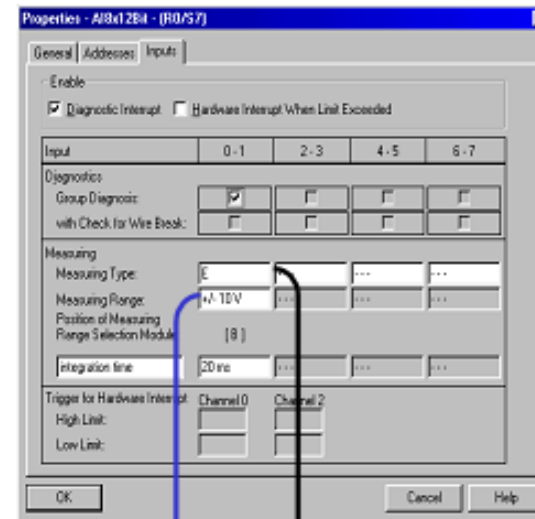 Properties - AI8x12Bit - (R0/S7)
General Addresses Inputs
Enable
Diagnostic Interrupt Hardware Interrupt When Limit Exceeded
Input 0 - 1 2 - 3 4 - 5 6 - 7
Diagnostics
Group Diagnosis:
with Check for Wire Break:
Measuring
Measuring Type: E --- ---
Measuring Range: +/- 10 V --- --- ---
Position of Measuring
Range Selection Module: [B]
integration time 20 ms --- --- ---
Trigger for Hardware Interrupt Channel 0 Channel 2
High Limit:
Low Limit:
OK Cancel Help